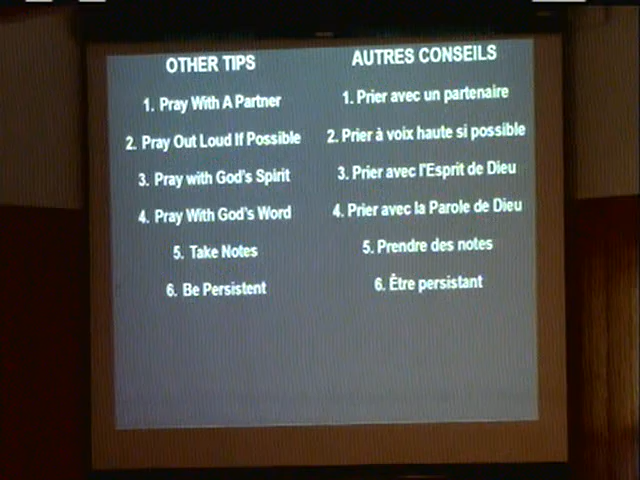 OTHER TIPS
1. Pray With A Partner
2. Pray Out Loud If Possible
3. Pray with God's Spirit
4. Pray With God's Word
5. Take Notes
6. Be Persistent
AUTRES CONSEILS
1. Prier avec un partenaire
2. Prier à voix haute si possible
3. Prier avec l'Esprit de Dieu
4. Prier avec la Parole de Dieu
5. Prendre des notes
6. Être persistant